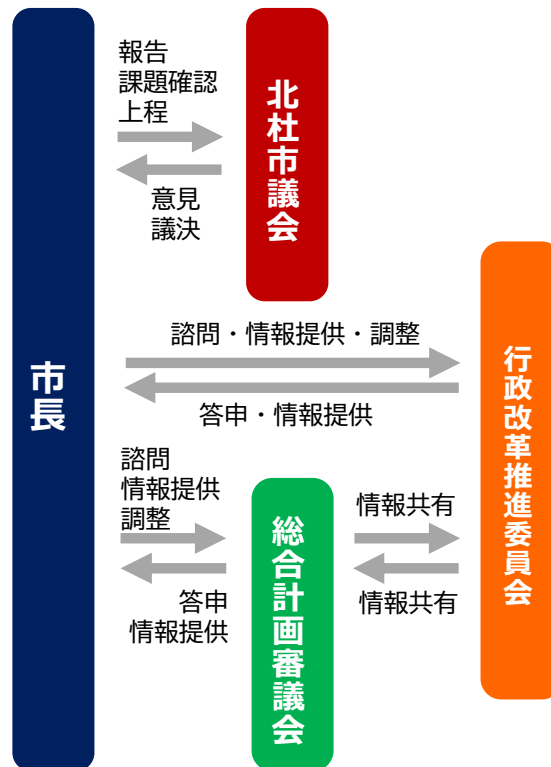 市長
報告
課題確認
上程
意見
議決
北杜市議会
諮問・情報提供・調整
答申・情報提供
行政改革推進委員会
諮問
情報提供
調整
答申
情報提供
総合計画審議会
情報共有
情報共有